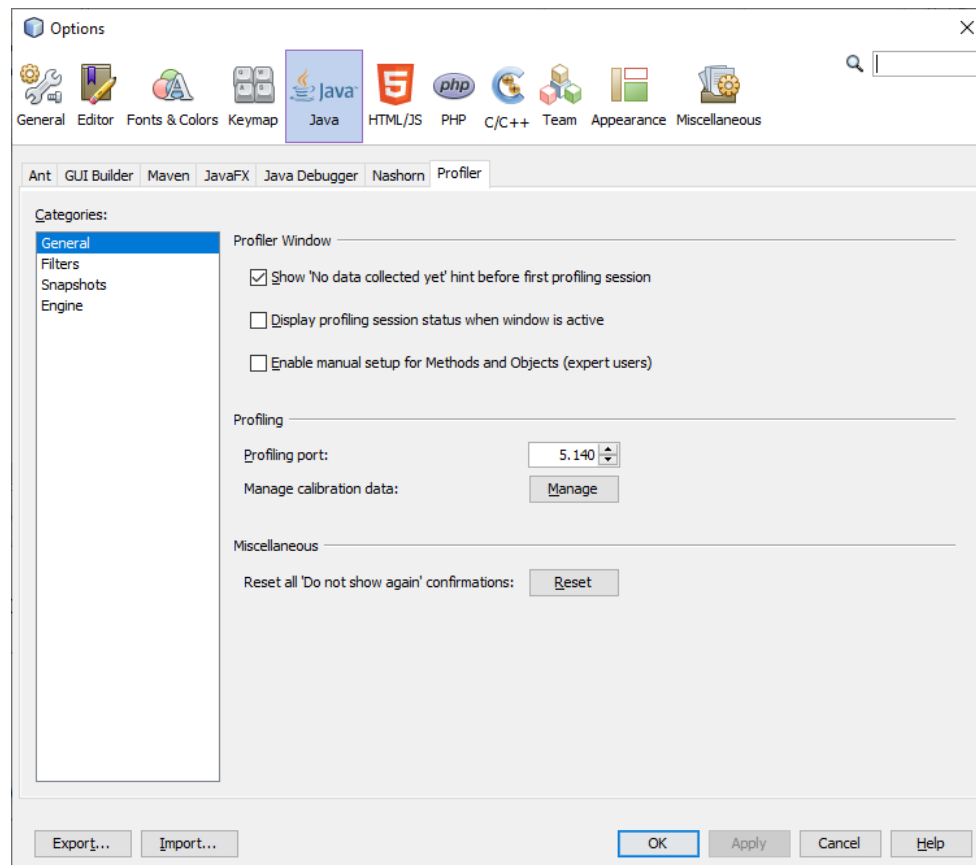 Options
General Editor Fonts & Colors Keymap Java HTML/JS PHP C/C++ Team Appearance Miscellaneous
Java
5
php
C++
Ant GUI Builder Maven JavaFX Java Debugger Nashorn Profiler
Categories:
General
Filters
Snapshots
Engine
Profiler Window
Show 'No data collected yet' hint before first profiling session
Display profiling session status when window is active
Enable manual setup for Methods and Objects (expert users)
Profiling
Profiling port: 5.140
Manage calibration data: Manage
Miscellaneous
Reset all 'Do not show again' confirmations: Reset
Export... Import... OK Apply Cancel Help